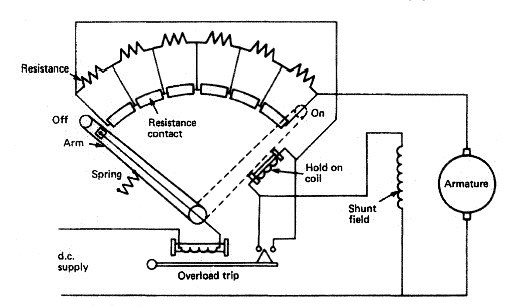 Resistance
Off
Arm
Resistance
contact
On
Spring
Hold on
coil
Shunt
field
Armature
d.c.
supply
Overload trip